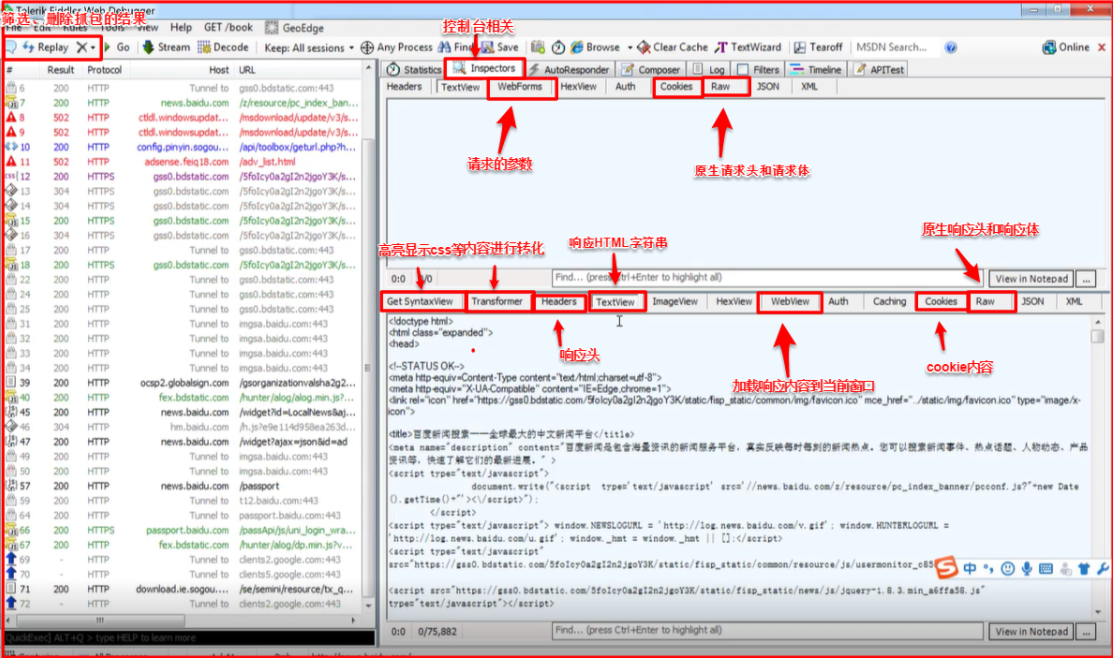 Telerik Fiddler Web Debugger
筛选、删除抓包的结果
File Edit Rules Tools View Help GET /book GeoEdge
控制台相关
Replay Go Stream Decode Keep: All sessions Any Process Find Save Browse Clear Cache TextWizard Tearoff MSDN Search... Online
# Result Protocol Host URL
Statistics Inspectors AutoResponder Composer Log Filters Timeline APITest
Headers TextView WebForms HexView Auth Cookies Raw JSON XML
6 200 HTTP Tunnel to gss0.bdstatic.com:443
7 200 HTTP news.baidu.com /z/resource/pc_index_ban...
8 502 HTTP ctldl.windowsupdat... /msdownload/update/v3/s...
9 502 HTTP ctldl.windowsupdat... /msdownload/update/v3/s...
10 200 HTTP config.pinyin.sogou... /api/toolbox/geturl.php?h...
11 502 HTTP adsense.feiq18.com /adv_list.html
12 200 HTTPS gss0.bdstatic.com /5foIcy0a2gI2n2jgoY3K/s...
13 304 HTTPS gss0.bdstatic.com /5foIcy0a2gI2n2jgoY3K/s...
14 304 HTTPS gss0.bdstatic.com /5foIcy0a2gI2n2jgoY3K/s...
15 200 HTTPS gss0.bdstatic.com /5foIcy0a2gI2n2jgoY3K/s...
16 304 HTTPS gss0.bdstatic.com /5foIcy0a2gI2n2jgoY3K/s...
17 200 HTTP Tunnel to gss0.bdstatic.com:443
18 200 HTTPS gss0.bdstatic.com /5foIcy0a2gI2n2jgoY3K/s...
22 200 HTTP Tunnel to gss0.bdstatic.com:443
24 200 HTTP Tunnel to gss0.bdstatic.com:443
25 200 HTTP Tunnel to gss0.bdstatic.com:443
31 200 HTTP Tunnel to imgsa.baidu.com:443
32 200 HTTP Tunnel to imgsa.baidu.com:443
33 200 HTTP Tunnel to imgsa.baidu.com:443
34 200 HTTP Tunnel to imgsa.baidu.com:443
39 200 HTTP ocsp2.globalsign.com /gsorganizationvalsha2g2...
40 200 HTTP fex.bdstatic.com /hunter/alog/alog.min.js?...
45 200 HTTP news.baidu.com /widget?id=LocalNews&aj...
46 304 HTTP hm.baidu.com /h.js?e9e114d958ea263d...
47 200 HTTP news.baidu.com /widget?ajax=json&id=ad
49 200 HTTP Tunnel to imgsa.baidu.com:443
50 200 HTTP Tunnel to imgsa.baidu.com:443
57 200 HTTP news.baidu.com /passport
59 200 HTTP Tunnel to t12.baidu.com:443
64 200 HTTP Tunnel to passport.baidu.com:443
66 200 HTTPS passport.baidu.com /passApi/js/uni_login_wra...
67 200 HTTP fex.bdstatic.com /hunter/alog/dp.min.js?v...
69 - HTTP Tunnel to clients2.google.com:443
70 - HTTP Tunnel to clients5.google.com:443
71 200 HTTP download.ie.sogou.... /se/semini/resource/tx_q...
72 - HTTP Tunnel to clients2.google.com:443
[QuickExec] ALT+Q > type HELP to learn more
请求的参数
原生请求头和请求体
高亮显示css等
内容进行转化
响应HTML字符串
原生响应头和响应体
0:0 0/0 Find... (press Ctrl+Enter to highlight all) View in Notepad ...
Get SyntaxView Transformer Headers TextView ImageView HexView WebView Auth Caching Cookies Raw JSON XML
响应头
加载响应内容到当前窗口
cookie内容
<!doctype html>
<html class="expanded">
<head>
<!--STATUS OK-->
<meta http-equiv=Content-Type content="text/html;charset=utf-8">
<meta http-equiv="X-UA-Compatible" content="IE=Edge,chrome=1">
<link rel="icon" href="https://gss0.bdstatic.com/5foIcy0a2gI2n2jgoY3K/static/fisp_static/common/img/favicon.ico" mce_href="../static/img/favicon.ico" type="image/x-
icon">
<title>百度新闻搜索——全球最大的中文新闻平台</title>
<meta name="description" content="百度新闻是包含海量资讯的新闻服务平台，真实反映每时每刻的新闻热点。您可以搜索新闻事件、热点话题、人物动态、产品
资讯等，快速了解它们的最新进展。" >
<script type="text/javascript">
document.write("<script type='text/javascript' src='//news.baidu.com/z/resource/pc_index_banner/pcconf.js?"+new Date
().getTime()+"'><\/script>");
</script>
<script type="text/javascript"> window.NEWSLOGURL = 'http://log.news.baidu.com/v.gif'; window.HUNTERLOGURL =
'http://log.news.baidu.com/u.gif'; window._hmt = window._hmt || [];</script>
<script type="text/javascript"
src="https://gss0.bdstatic.com/5foIcy0a2gI2n2jgoY3K/static/fisp_static/common/resource/js/usermonitor_c85
中
<script src="https://gss0.bdstatic.com/5foIcy0a2gI2n2jgoY3K/static/fisp_static/news/js/jquery-1.8.3.min_a6ffa58.js"
type="text/javascript"></script>
0:0 0/75,882 Find... (press Ctrl+Enter to highlight all) View in Notepad ...